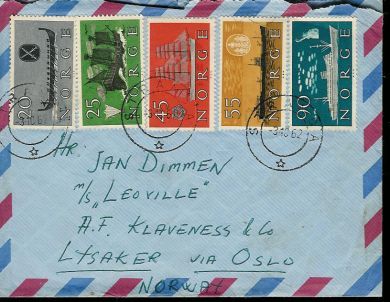 NORGE 20
NORGE 25
NORGE 45
NORGE 55
NORGE 90
Hr. JAN DIMMEN
m/s „LEOVILLE"
A.F. KLAVENESS & Co
LYSAKER VIA OSLO
NORWAY